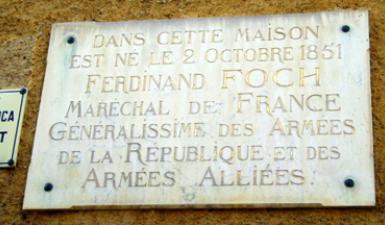 DANS CETTE MAISON
EST NÉ LE 2 OCTOBRE 1851
FERDINAND FOCH
MARÉCHAL DE FRANCE
GÉNÉRALISSIME DES ARMÉES
DE LA RÉPUBLIQUE ET DES
ARMÉES ALLIÉES.